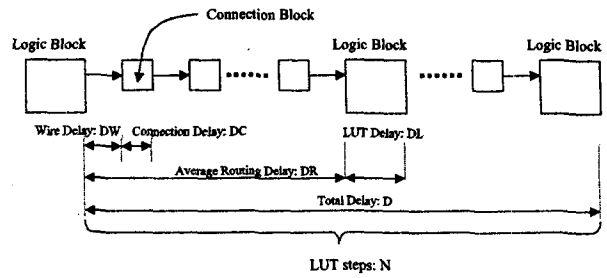 Connection Block
Logic Block
Logic Block
Logic Block
Wire Delay: DW
Connection Delay: DC
LUT Delay: DL
Average Routing Delay: DR
Total Delay: D
LUT steps: N